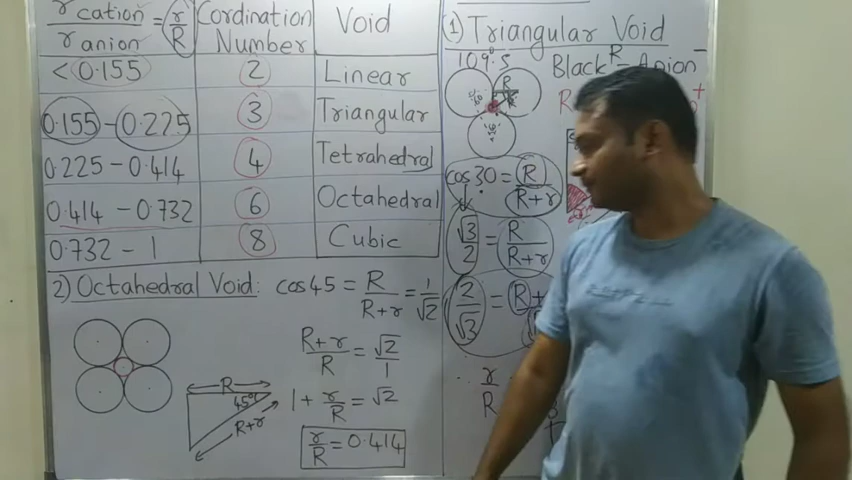 r cation / r anion = r/R
Cordination Number
Void
< 0.155 2 Linear
0.155 - 0.225 3 Triangular
0.225 - 0.414 4 Tetrahedral
0.414 - 0.732 6 Octahedral
0.732 - 1 8 Cubic
2) Octahedral Void: cos45 = R/R+r = 1/√2
R+r/R = √2/1
1 + r/R = √2
r/R = 0.414
R
45°
R+r
(1) Triangular Void
109.5
Black R - Anion -
R
+
cos 30 = R/R+r
√3/2 = R/R+r
2/√3 = R+
∴ r/R